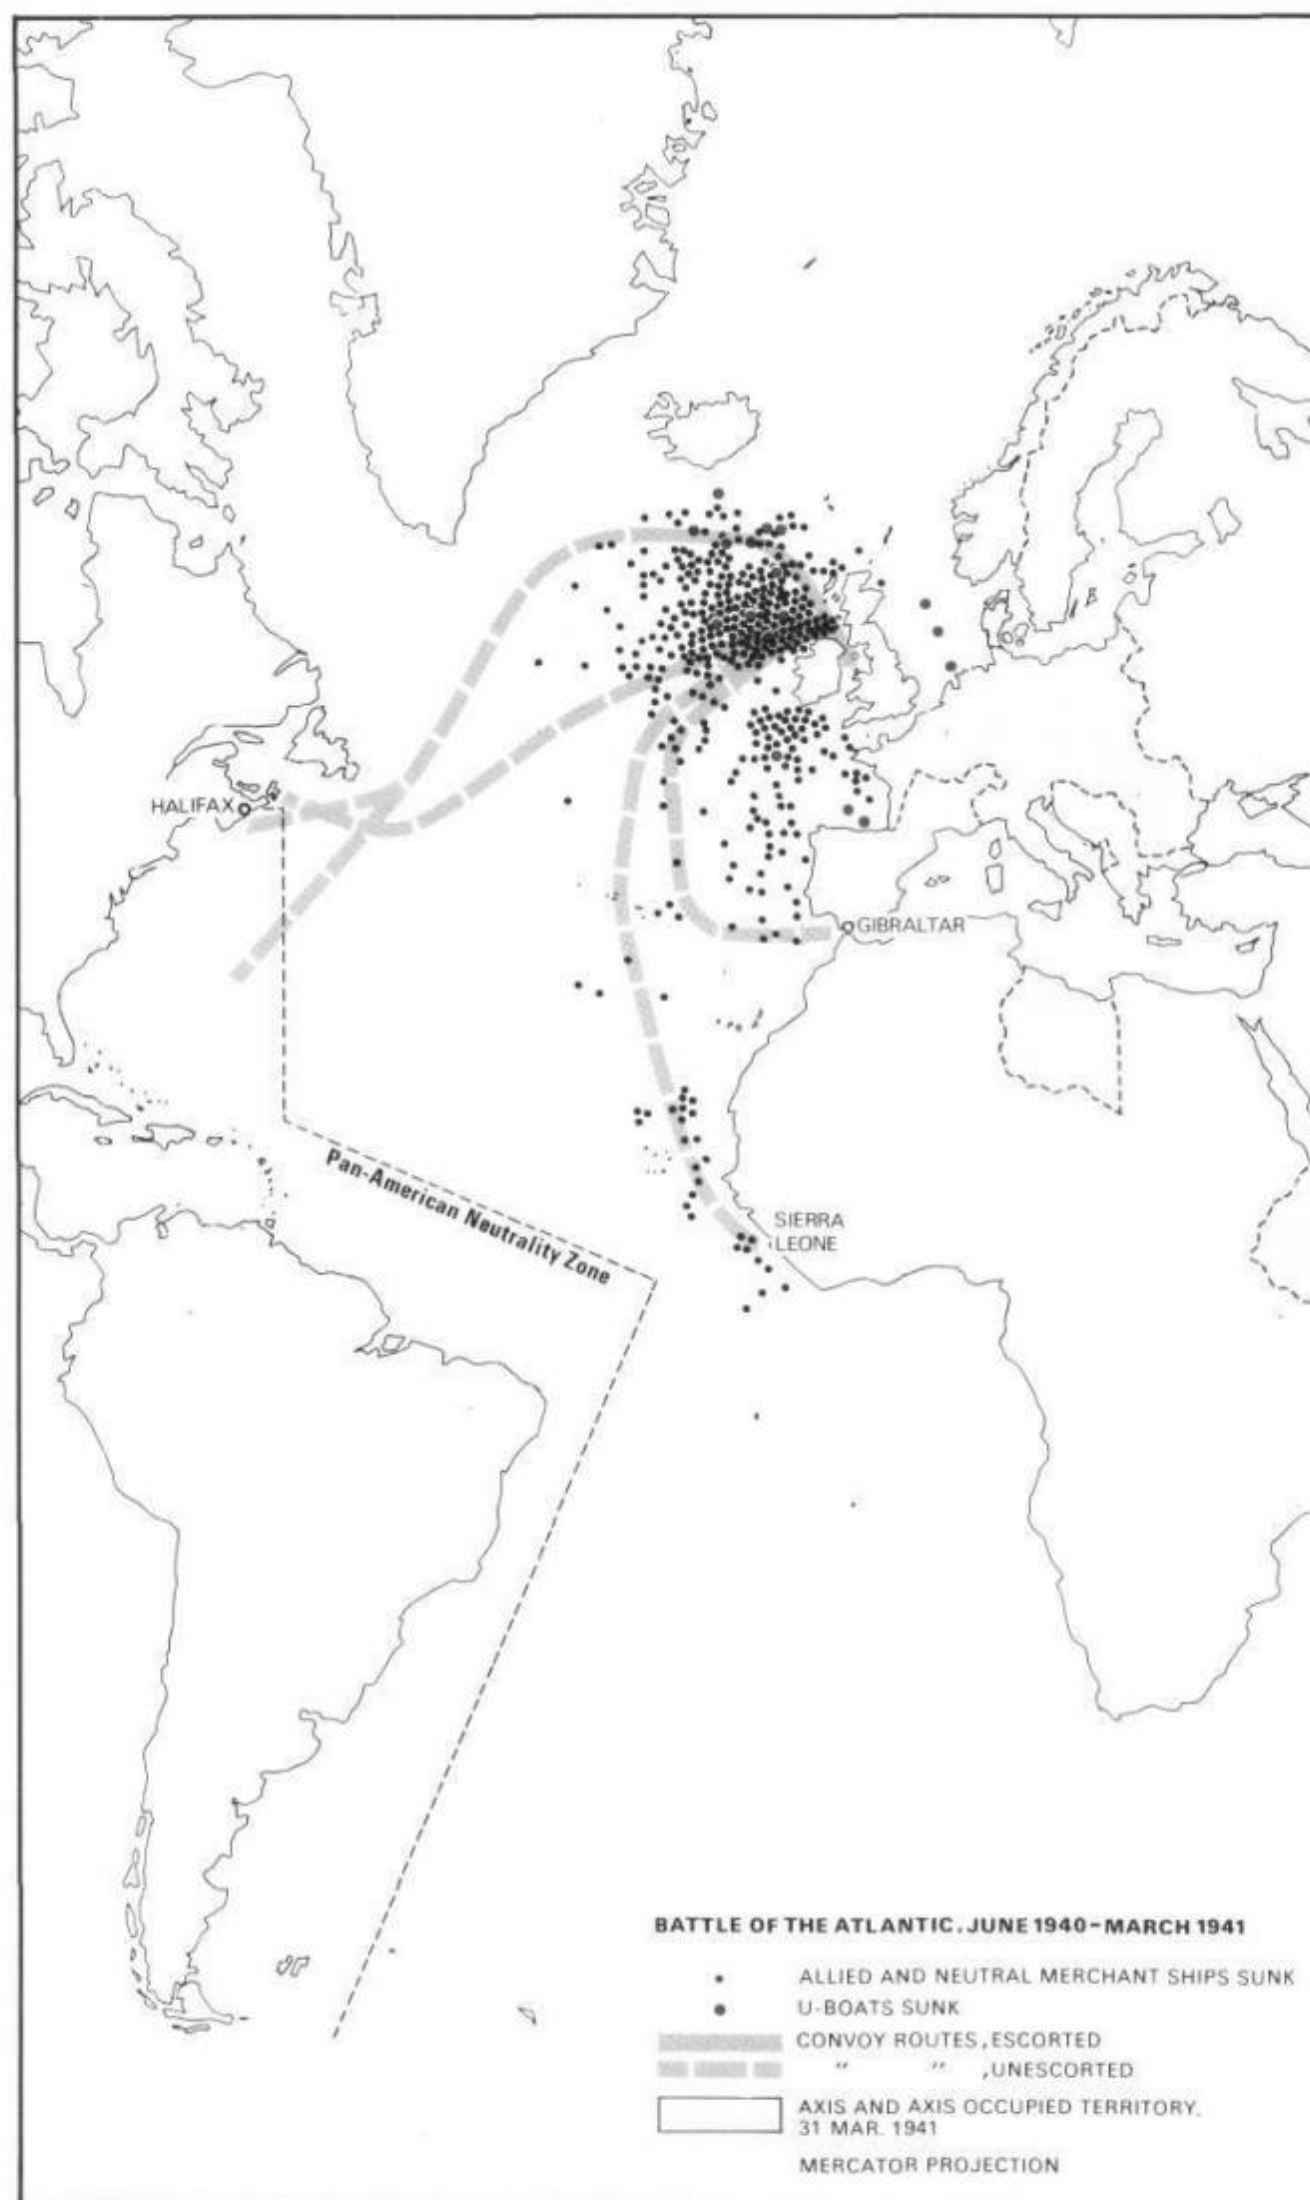 HALIFAX
GIBRALTAR
Pan-American Neutrality Zone
SIERRA
LEONE
BATTLE OF THE ATLANTIC, JUNE 1940-MARCH 1941
ALLIED AND NEUTRAL MERCHANT SHIPS SUNK
U-BOATS SUNK
CONVOY ROUTES, ESCORTED
" " , UNESCORTED
AXIS AND AXIS OCCUPIED TERRITORY,
31 MAR. 1941
MERCATOR PROJECTION